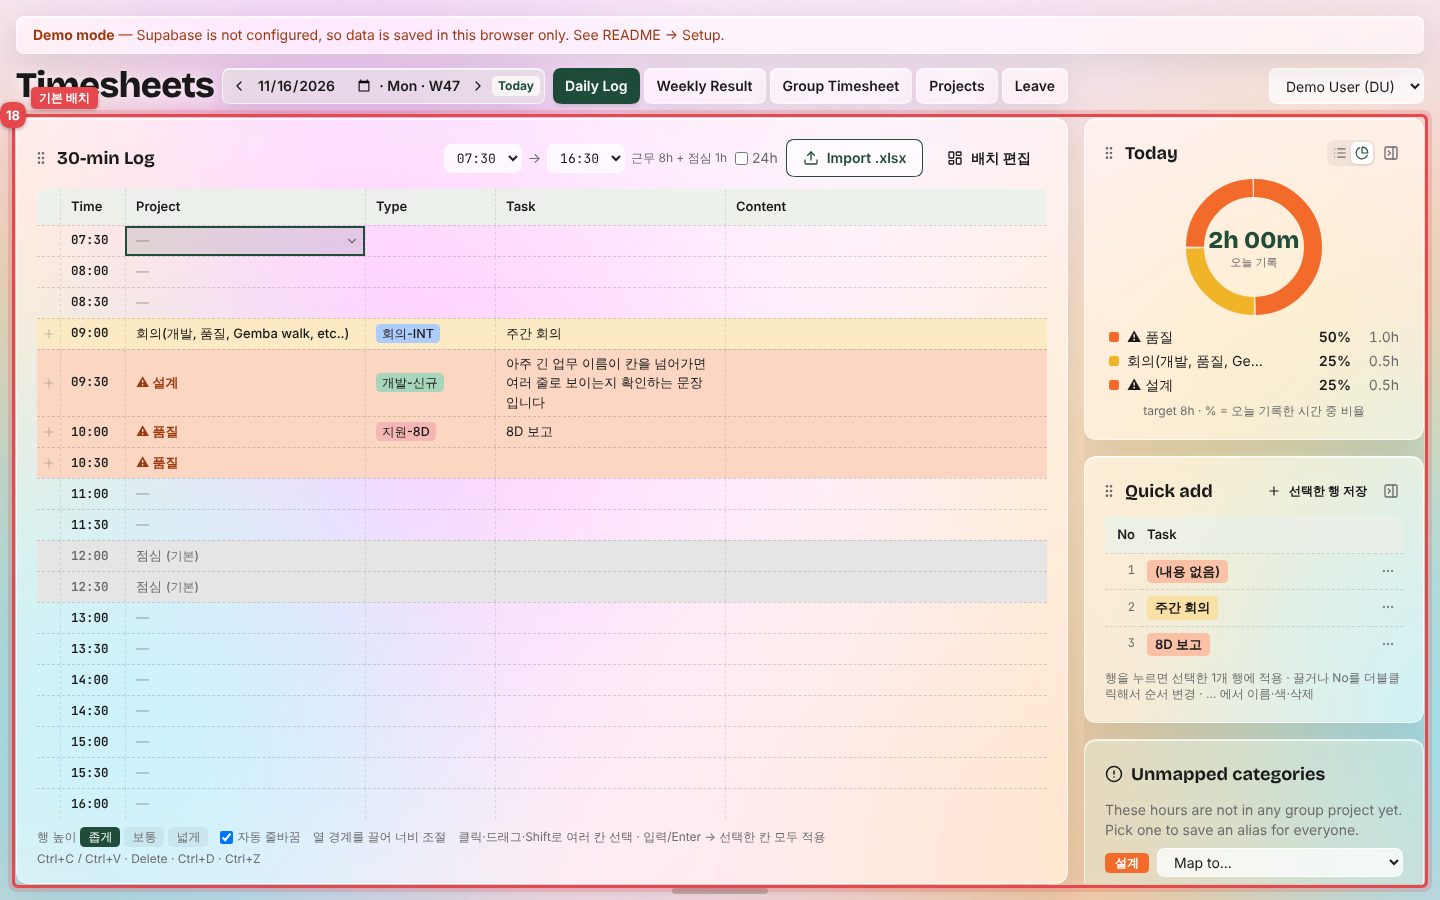 Demo mode — Supabase is not configured, so data is saved in this browser only. See README → Setup.
Timesheets
11/16/2026 · Mon · W47 Today
Daily Log
Weekly Result
Group Timesheet
Projects
Leave
Demo User (DU)
기본 배치
18
30-min Log
07:30 → 16:30 근무 8h + 점심 1h 24h Import .xlsx 배치 편집
Time Project Type Task Content
07:30 —
08:00 —
08:30 —
+ 09:00 회의(개발, 품질, Gemba walk, etc..) 회의-INT 주간 회의
+ 09:30 ▲ 설계 개발-신규 아주 긴 업무 이름이 칸을 넘어가면
여러 줄로 보이는지 확인하는 문장
입니다
+ 10:00 ▲ 품질 지원-8D 8D 보고
+ 10:30 ▲ 품질
11:00 —
11:30 —
12:00 점심 (기본)
12:30 점심 (기본)
13:00 —
13:30 —
14:00 —
14:30 —
15:00 —
15:30 —
16:00 —
행 높이 좁게 보통 넓게 자동 줄바꿈 열 경계를 끌어 너비 조절 클릭·드래그·Shift로 여러 칸 선택 · 입력/Enter → 선택한 칸 모두 적용
Ctrl+C / Ctrl+V · Delete · Ctrl+D · Ctrl+Z
Today
2h 00m
오늘 기록
▲ 품질 50% 1.0h
회의(개발, 품질, Ge... 25% 0.5h
▲ 설계 25% 0.5h
target 8h · % = 오늘 기록한 시간 중 비율
Quick add
+ 선택한 행 저장
No Task
1 (내용 없음) ...
2 주간 회의 ...
3 8D 보고 ...
행을 누르면 선택한 1개 행에 적용 · 끌거나 No를 더블클
릭해서 순서 변경 · … 에서 이름·색·삭제
Unmapped categories
These hours are not in any group project yet.
Pick one to save an alias for everyone.
설계 Map to...